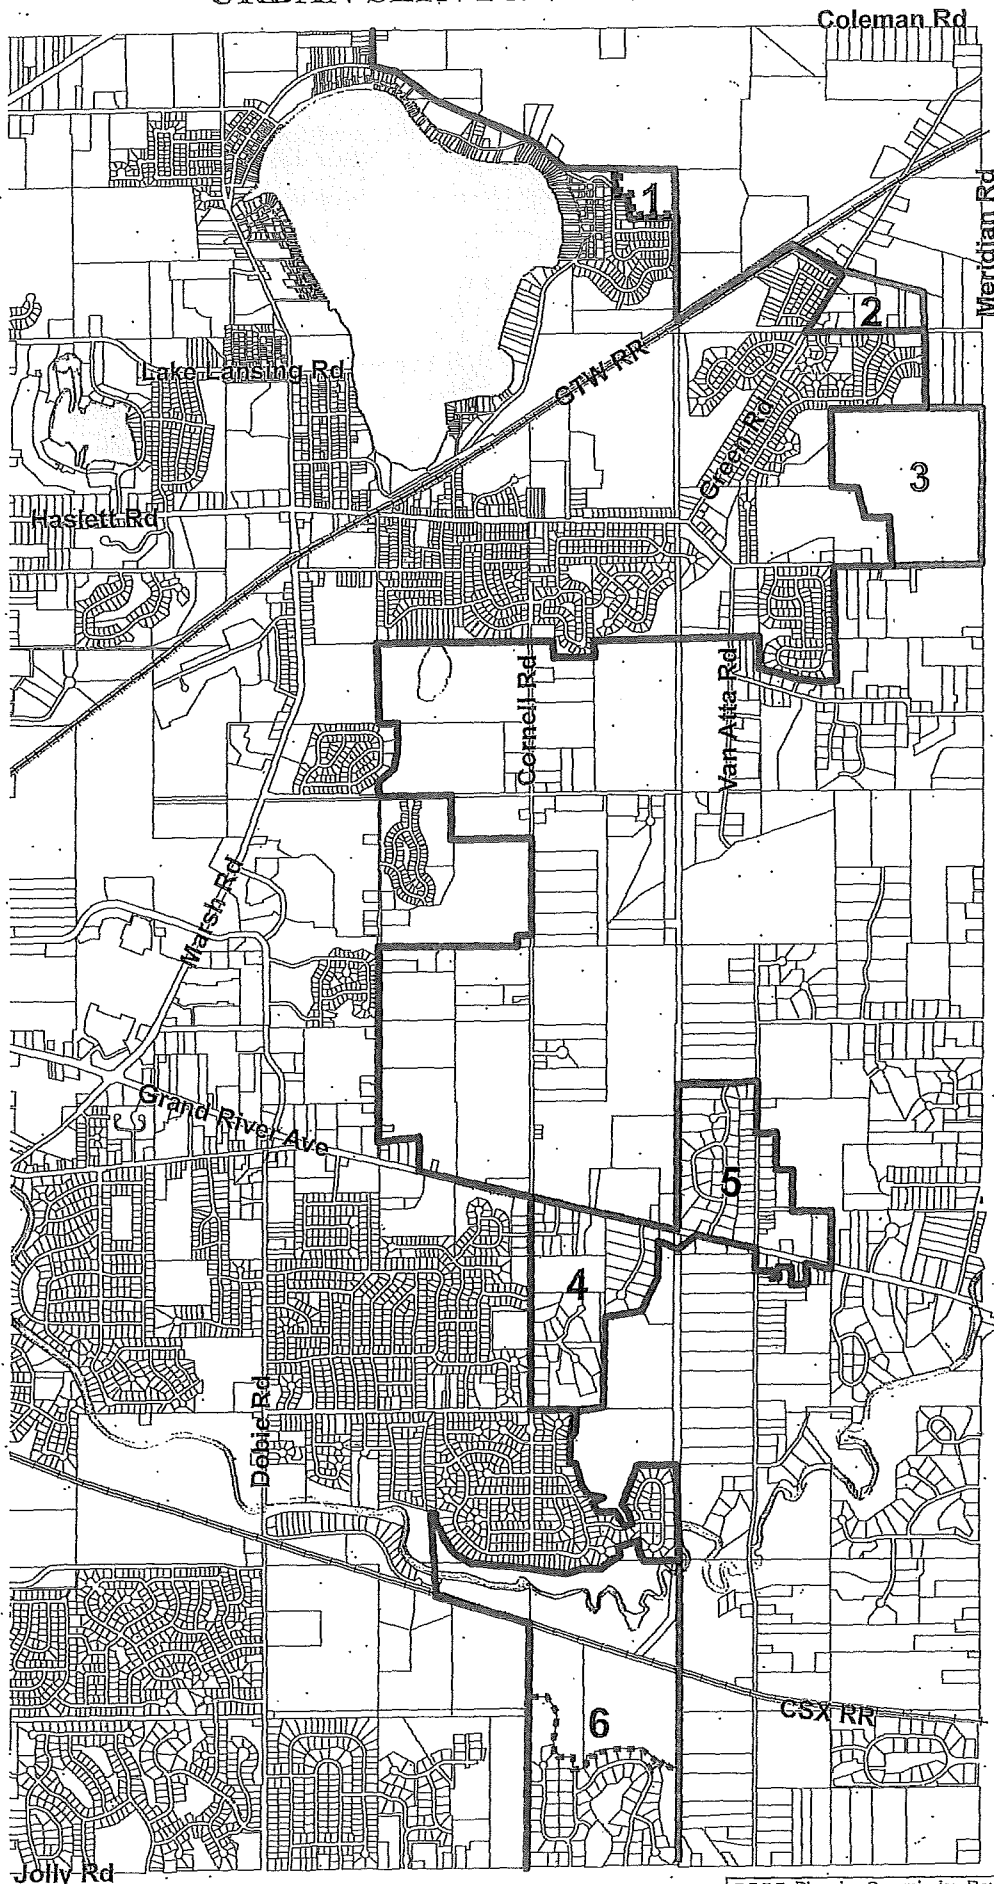 Coleman Rd
1
Meridian Rd
2
Lake Lansing Rd
GTW RR
Green Rd
3
Haslett Rd
Cornell Rd
Van Atta Rd
Marsh Rd
Grand River Ave
5
4
Dobie Rd
6
CSX RR
Jolly Rd